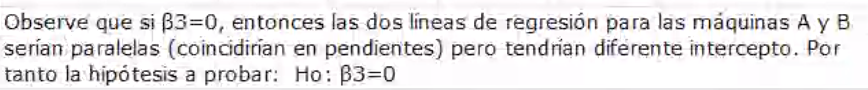 Observe que si β3=0, entonces las dos líneas de regresión para las máquinas A y B
serían paralelas (coincidirían en pendientes) pero tendrían diferente intercepto. Por
tanto la hipótesis a probar: Ho: β3=0